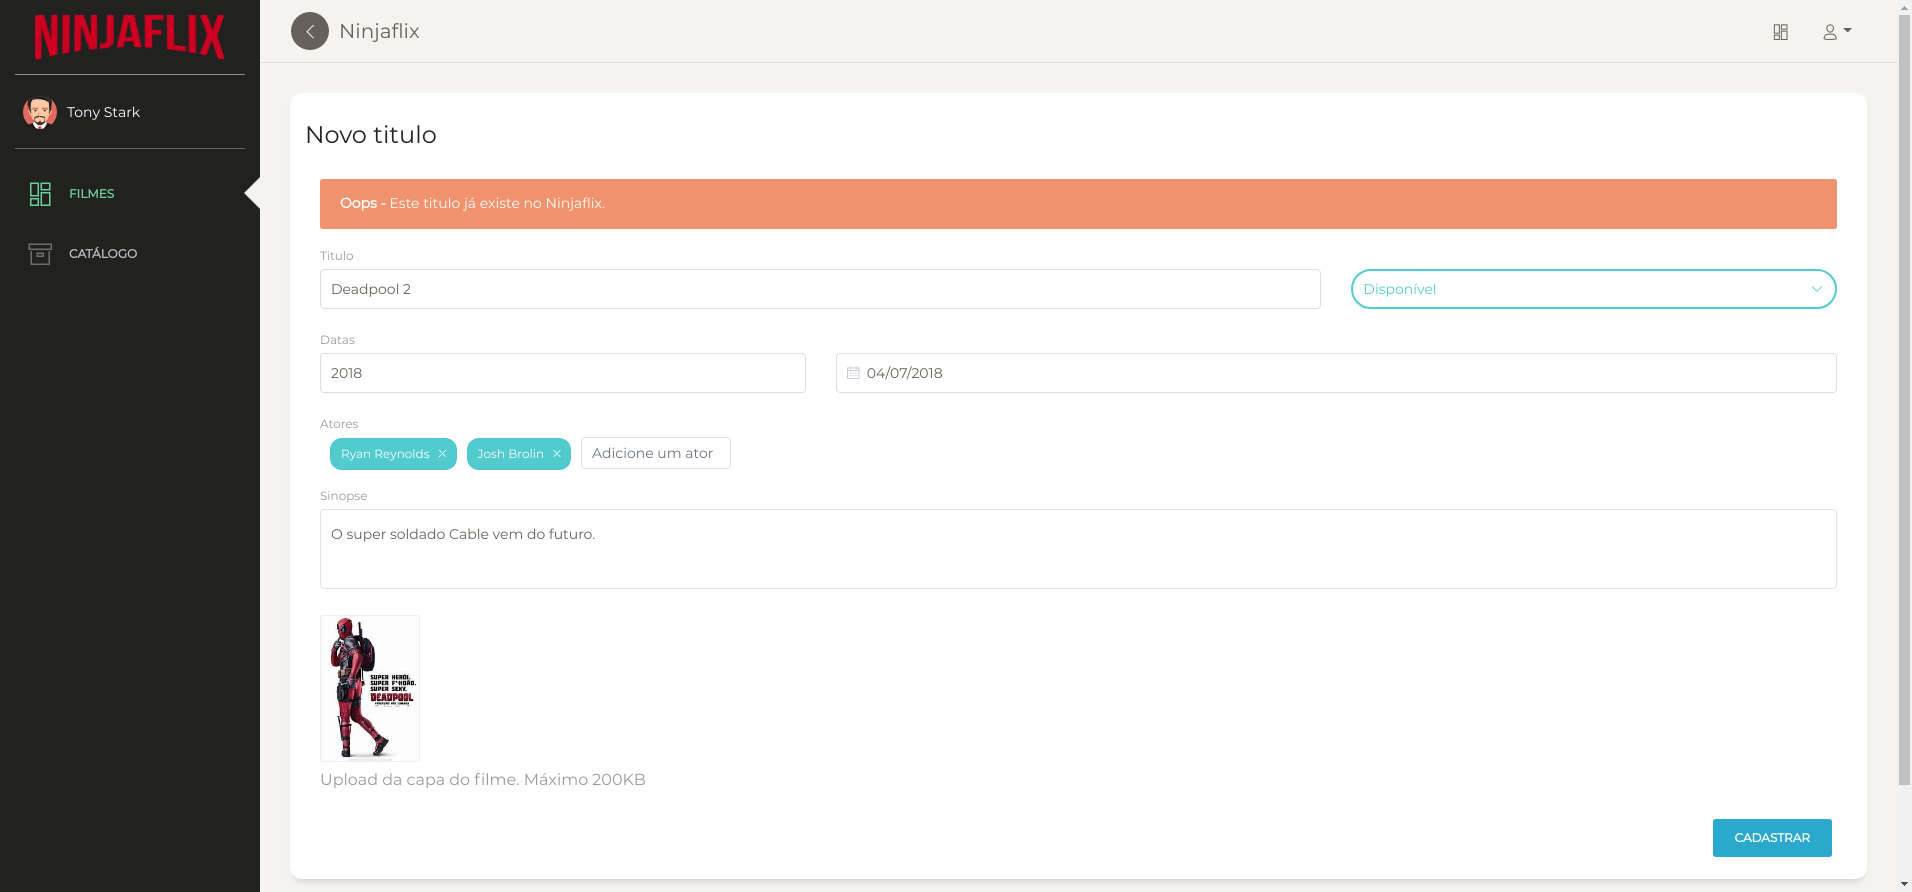 NINJAFLIX
Ninjaflix
Tony Stark
FILMES
CATÁLOGO
Novo titulo
Oops - Este titulo já existe no Ninjaflix.
Titulo
Deadpool 2
Disponível
Datas
2018
04/07/2018
Atores
Ryan Reynolds
Josh Brolin
Adicione um ator
Sinopse
O super soldado Cable vem do futuro.
SUPER HERÓI.
SUPER F*#@ÃO.
SUPER SEXY.
DEADPOOL
Upload da capa do filme. Máximo 200KB
CADASTRAR